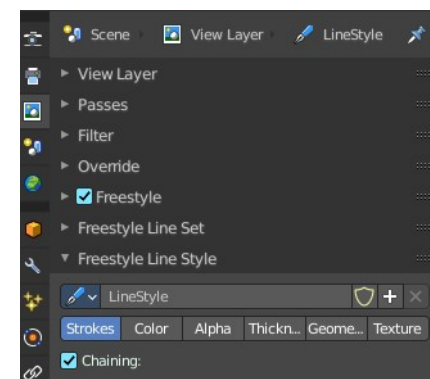 Scene View Layer LineStyle
View Layer
Passes
Filter
Override
Freestyle
Freestyle Line Set
Freestyle Line Style
LineStyle
Strokes Color Alpha Thickn... Geome... Texture
Chaining: